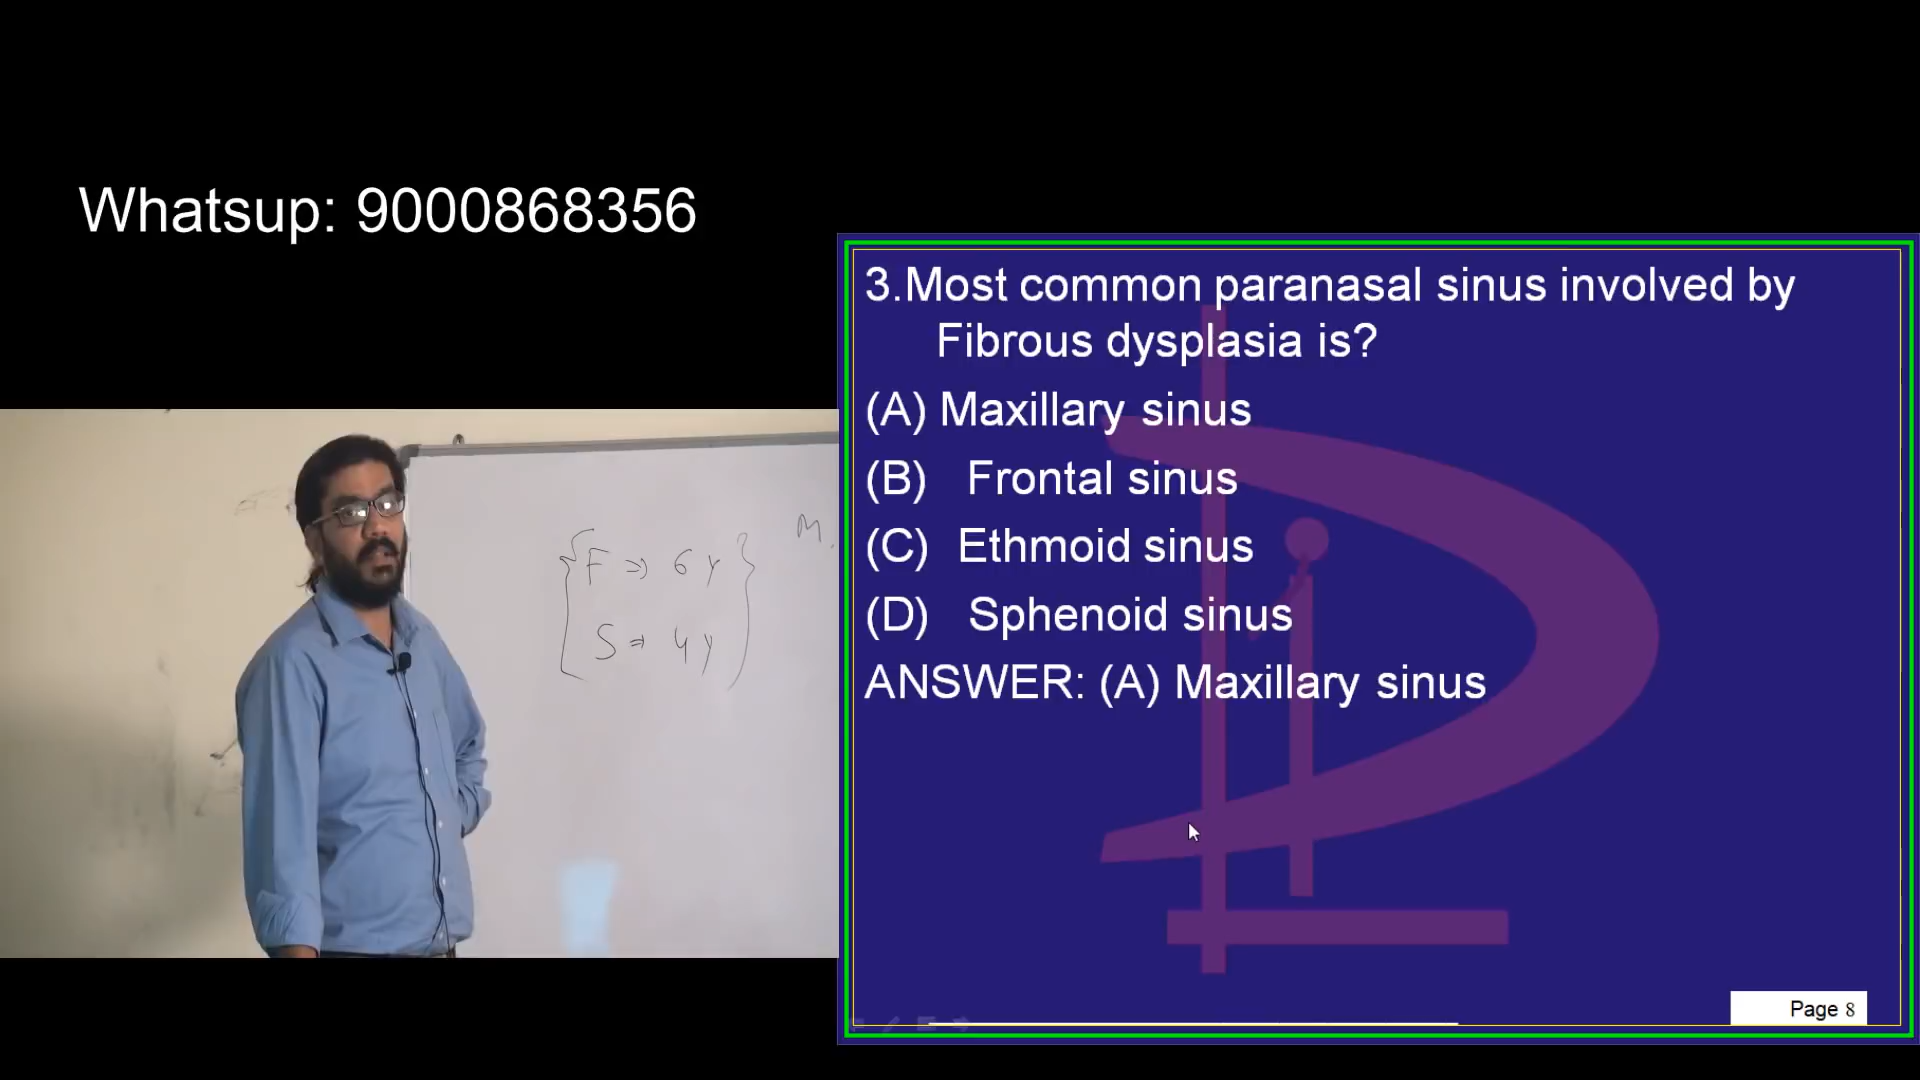 Whatsup: 9000868356
3.Most common paranasal sinus involved by
Fibrous dysplasia is?
(A) Maxillary sinus
(B) Frontal sinus
(C) Ethmoid sinus
(D) Sphenoid sinus
ANSWER: (A) Maxillary sinus
Page 8
F ⇒ 6 Y
S ⇒ 4 Y
M.